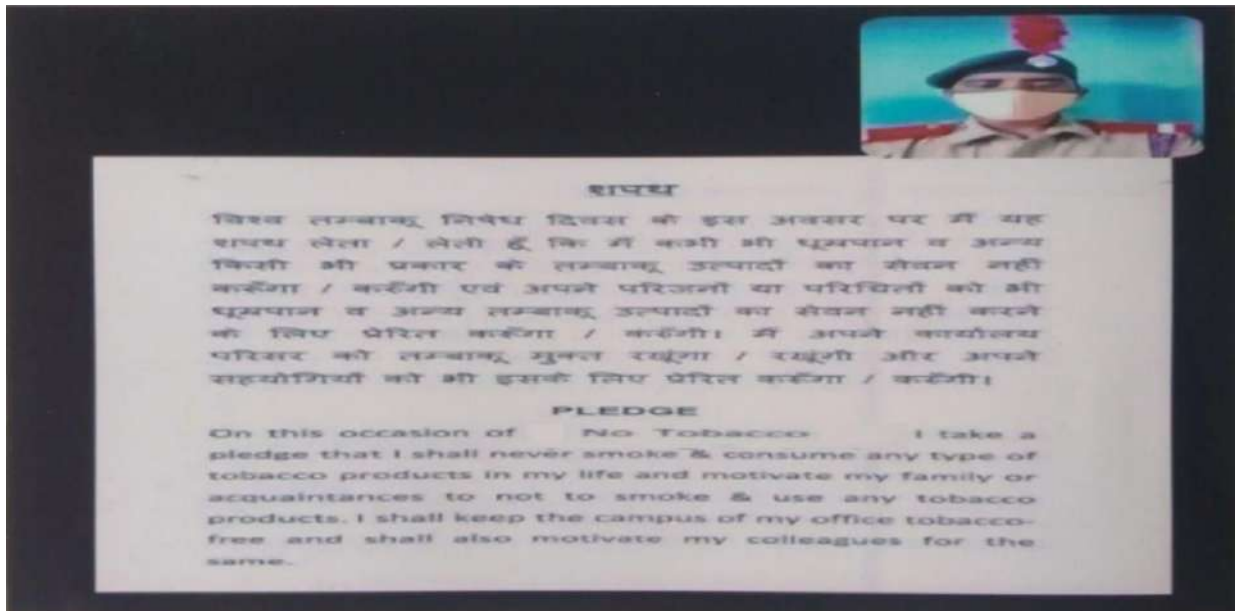 शपथ
विश्व तम्बाकू निषेध दिवस के इस अवसर पर मैं यह
शपथ लेता / लेती हूँ कि मैं कभी भी धूम्रपान व अन्य
किसी भी प्रकार के तम्बाकू उत्पादों का सेवन नहीं
करूँगा / करूँगी एवं अपने परिजनों या परिचितों को भी
धूम्रपान व अन्य तम्बाकू उत्पादों का सेवन नहीं करने
के लिए प्रेरित करूँगा / करूँगी। मैं अपने कार्यालय
परिसर को तम्बाकू मुक्त रखूंगा / रखूंगी और अपने
सहयोगियों को भी इसके लिए प्रेरित करूँगा / करूँगी।
PLEDGE
On this occasion of No Tobacco I take a
pledge that I shall never smoke & consume any type of
tobacco products in my life and motivate my family or
acquaintances to not to smoke & use any tobacco
products. I shall keep the campus of my office tobacco-
free and shall also motivate my colleagues for the
same.